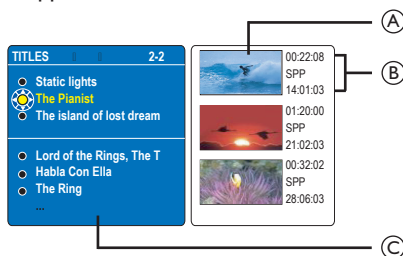 A
TITLES 2-2
Static lights
The Pianist
The island of lost dream
Lord of the Rings, The T
Habla Con Ella
The Ring
...
00:22:08
SPP
14:01:03
B
01:20:00
SPP
21:02:03
00:32:02
SPP
28:06:03
C